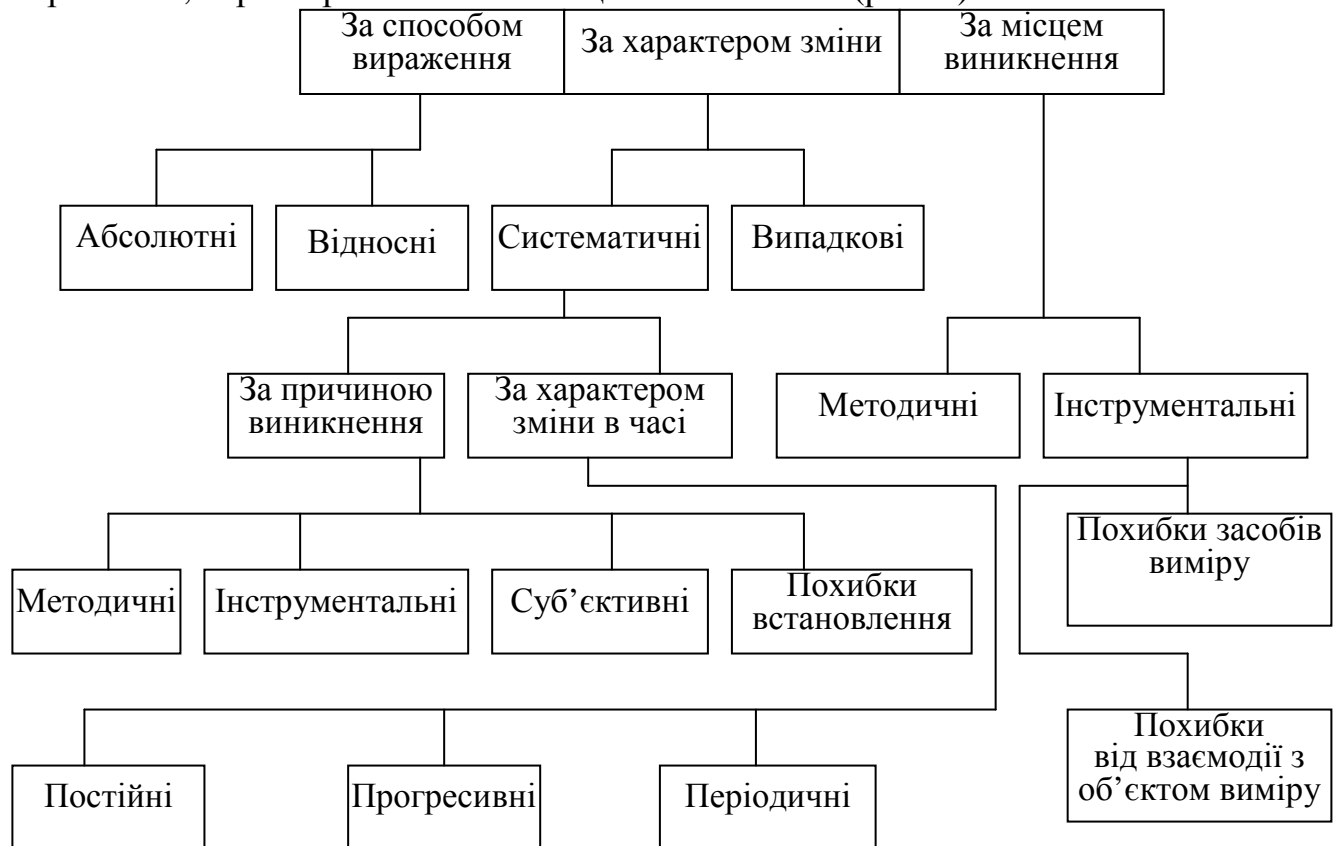 За способом
вираження
За характером зміни
За місцем
виникнення
Абсолютні
Відносні
Систематичні
Випадкові
За причиною
виникнення
За характером
зміни в часі
Методичні
Інструментальні
Похибки засобів
виміру
Методичні
Інструментальні
Суб’єктивні
Похибки
встановлення
Похибки
від взаємодії з
об’єктом виміру
Постійні
Прогресивні
Періодичні